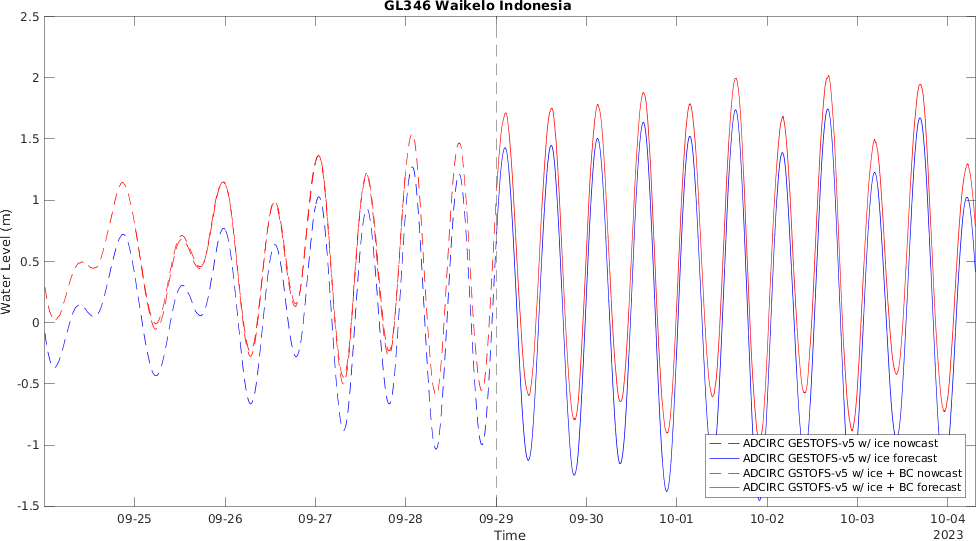 GL346 Waikelo Indonesia
2.5
2
1.5
1
0.5
0
-0.5
-1
-1.5
Water Level (m)
09-25 09-26 09-27 09-28 09-29 09-30 10-01 10-02 10-03 10-04
Time
2023
ADCIRC GESTOFS-v5 w/ ice nowcast
ADCIRC GESTOFS-v5 w/ ice forecast
ADCIRC GSTOFS-v5 w/ ice + BC nowcast
ADCIRC GSTOFS-v5 w/ ice + BC forecast